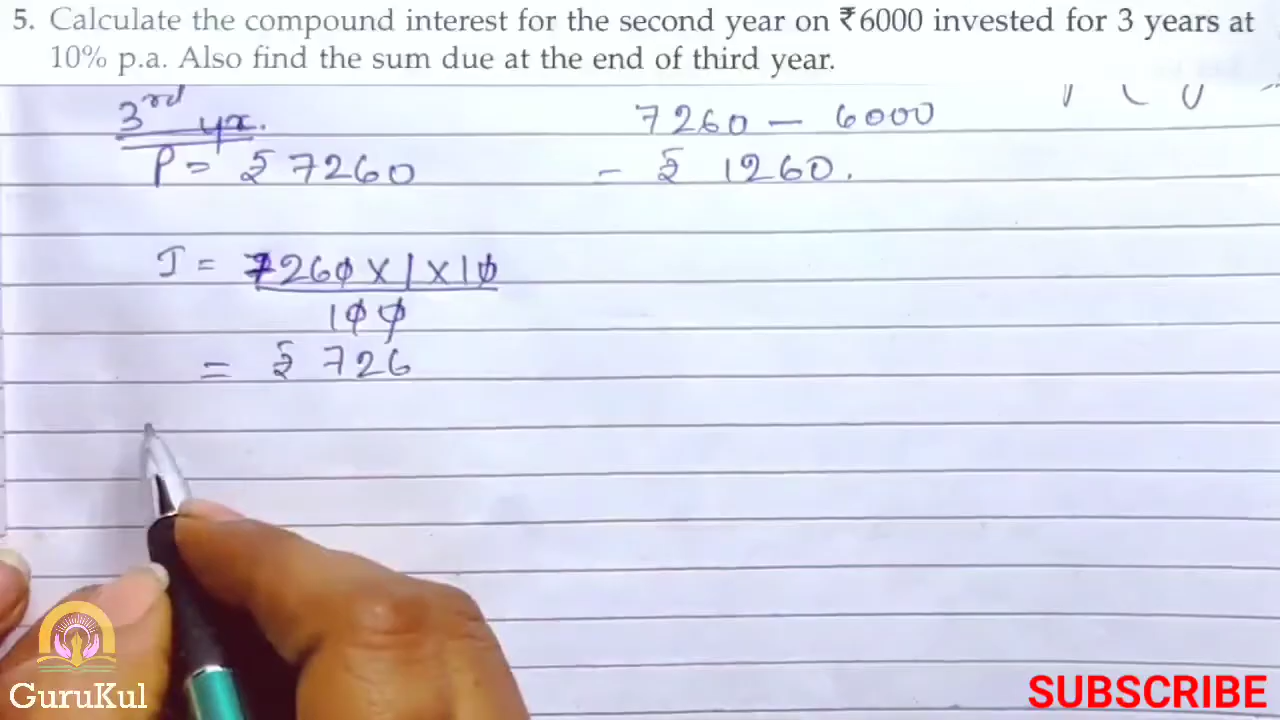 5. Calculate the compound interest for the second year on ₹6000 invested for 3 years at
10% p.a. Also find the sum due at the end of third year.
3rd yr.
P = ₹ 7260
7260 - 6000
- ₹ 1260.
I = 7260 x 1 x 10
100
= ₹ 726
GuruKul
SUBSCRIBE